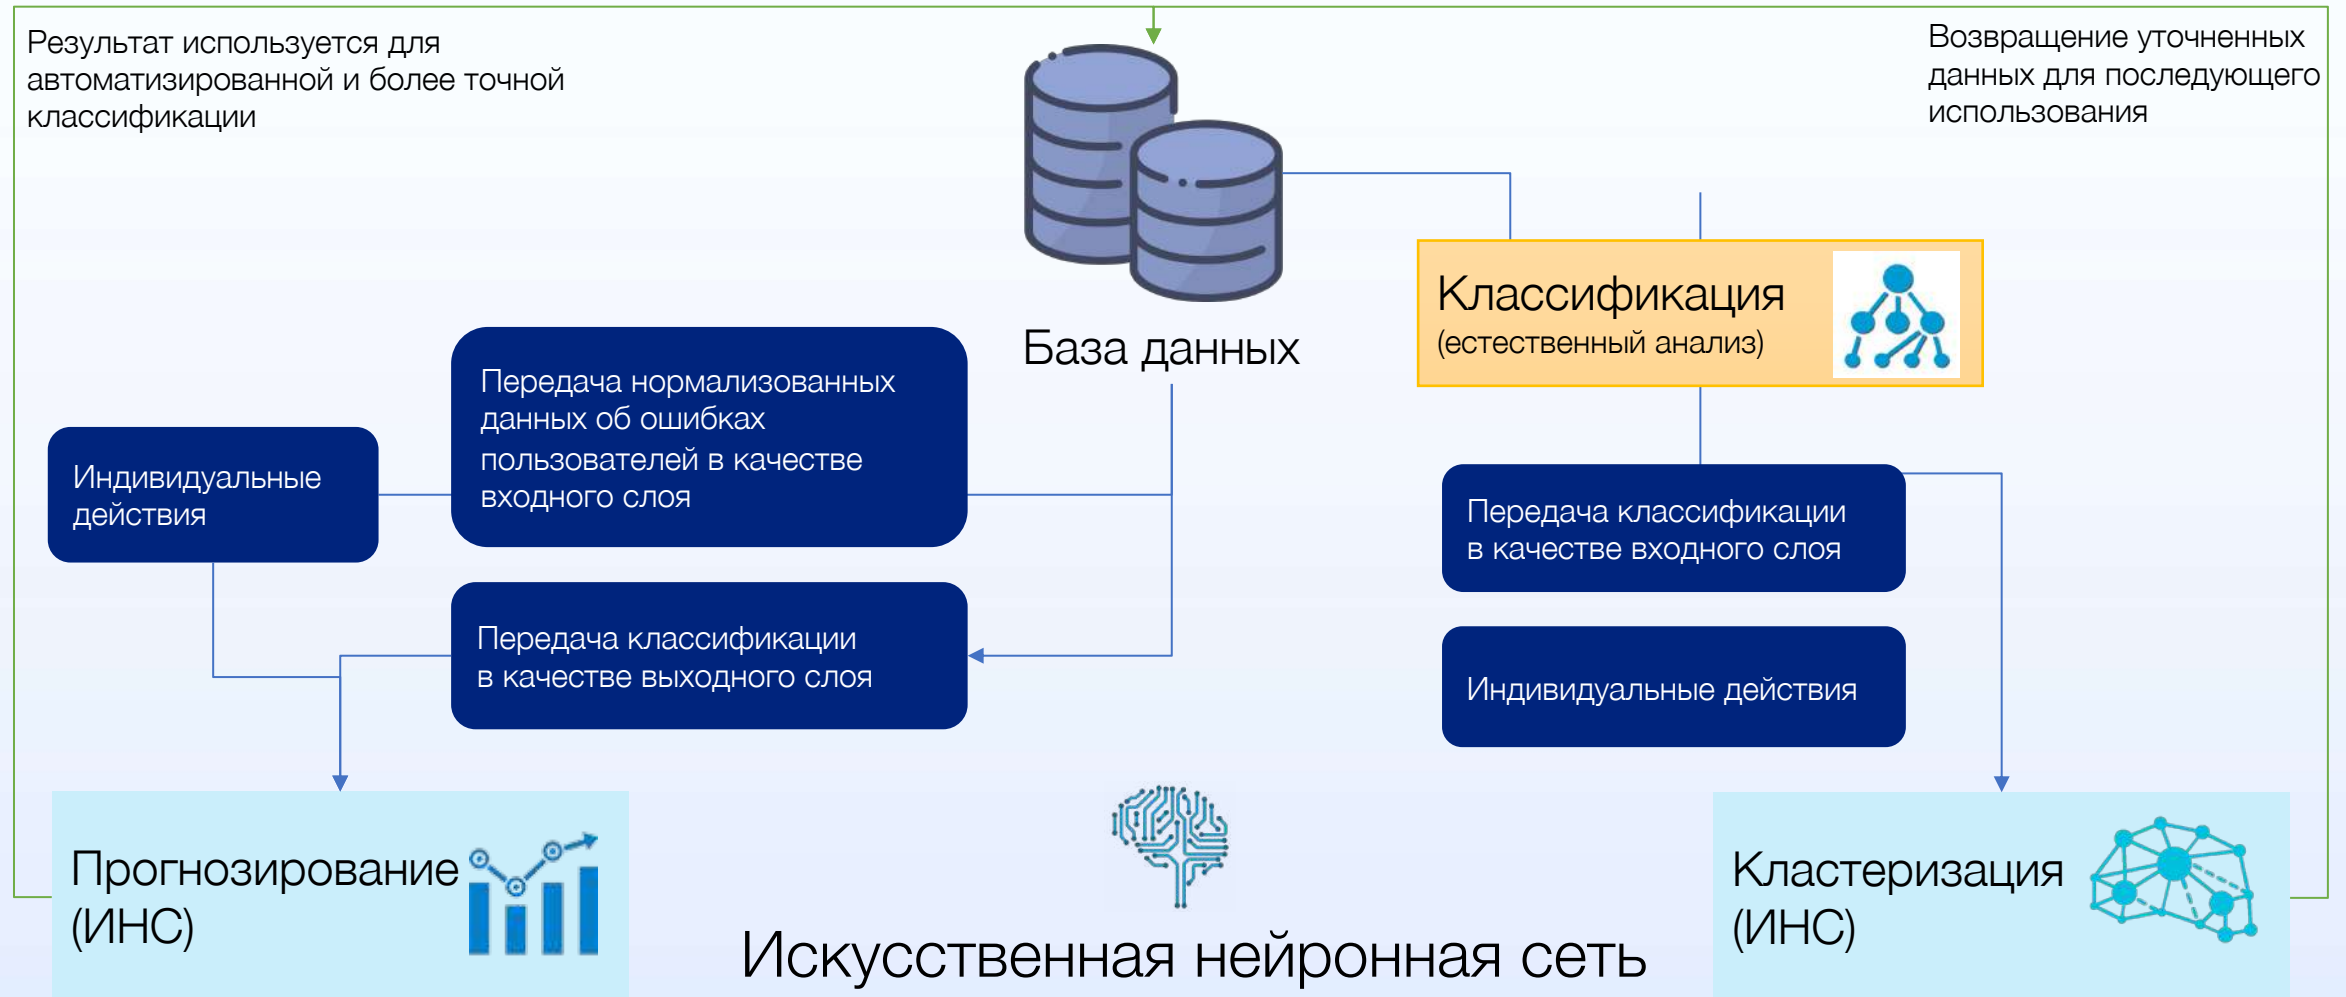 Результат используется для
автоматизированной и более точной
классификации
Возвращение уточненных
данных для последующего
использования
База данных
Классификация
(естественный анализ)
Передача нормализованных
данных об ошибках
пользователей в качестве
входного слоя
Индивидуальные
действия
Передача классификации
в качестве выходного слоя
Передача классификации
в качестве входного слоя
Индивидуальные действия
Прогнозирование
(ИНС)
Искусственная нейронная сеть
Кластеризация
(ИНС)